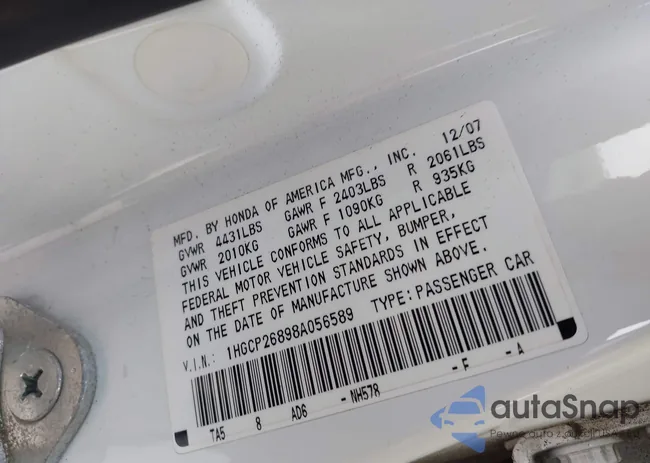 MFD. BY HONDA OF AMERICA MFG., INC. 12/07
GVWR 4431LBS GAWR F 2403LBS R 2061LBS
GVWR 2010KG GAWR F 1090KG R 935KG
THIS VEHICLE CONFORMS TO ALL APPLICABLE
FEDERAL MOTOR VEHICLE SAFETY, BUMPER,
AND THEFT PREVENTION STANDARDS IN EFFECT
ON THE DATE OF MANUFACTURE SHOWN ABOVE.
V.I.N.: 1HGCP26898A056589 TYPE: PASSENGER CAR
TA5 8 AD6 -NH578 -F -A
autaSnap